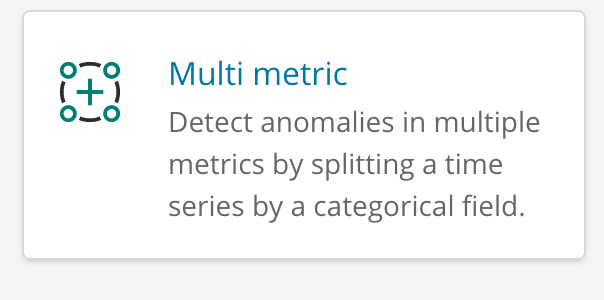 Multi metric
Detect anomalies in multiple
metrics by splitting a time
series by a categorical field.